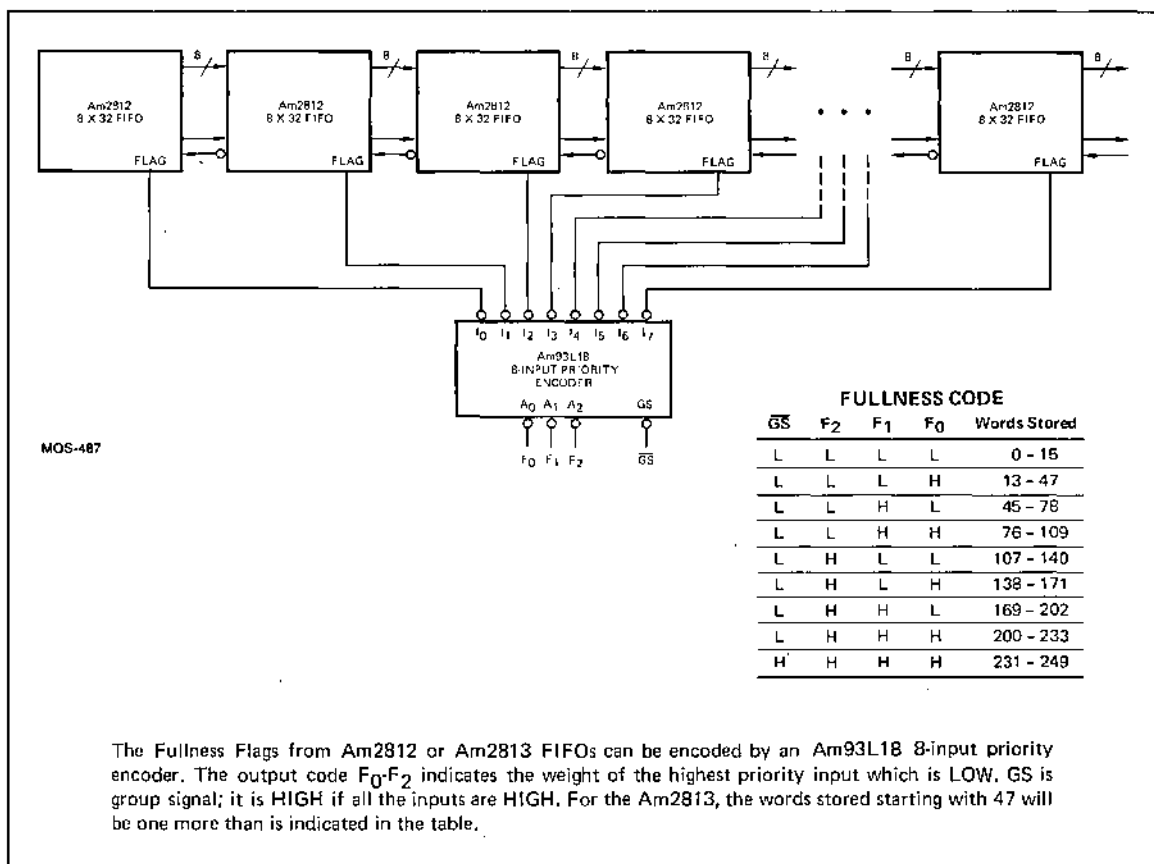 8 8 8 8 8 8
Am2812
8 X 32 FIFO
FLAG
Am2812
8 X 32 FIFO
FLAG
Am2812
8 X 32 FIFO
FLAG
Am2812
8 X 32 FIFO
FLAG
• • •
Am2812
8 X 32 FIFO
FLAG
I0 I1 I2 I3 I4 I5 I6 I7
Am93L18
8-INPUT PRIORITY
ENCODER
A0 A1 A2 GS
F0 F1 F2 G̅S̅
MOS-487
FULLNESS CODE
G̅S̅ F2 F1 F0 Words Stored
L L L L 0 - 15
L L L H 13 - 47
L L H L 45 - 78
L L H H 76 - 109
L H L L 107 - 140
L H L H 138 - 171
L H H L 169 - 202
L H H H 200 - 233
H H H H 231 - 249
The Fullness Flags from Am2812 or Am2813 FIFOs can be encoded by an Am93L18 8-input priority
encoder. The output code F0-F2 indicates the weight of the highest priority input which is LOW. GS is
group signal; it is HIGH if all the inputs are HIGH. For the Am2813, the words stored starting with 47 will
be one more than is indicated in the table.